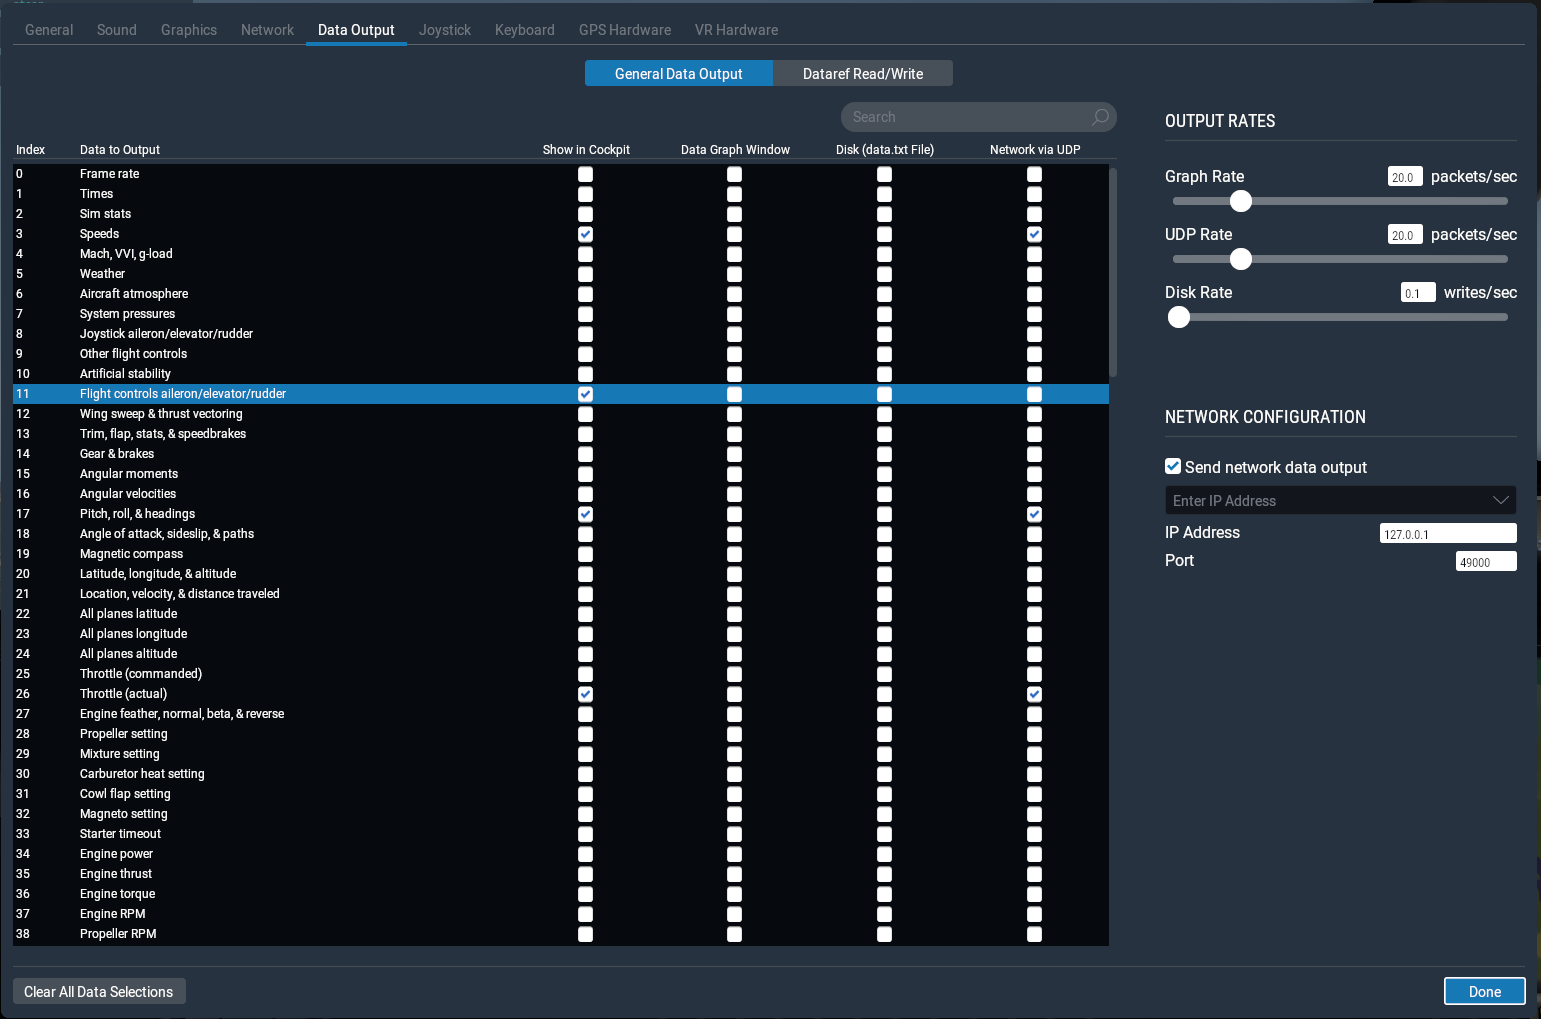 General Sound Graphics Network Data Output Joystick Keyboard GPS Hardware VR Hardware
General Data Output Dataref Read/Write
Search
Index Data to Output Show in Cockpit Data Graph Window Disk (data.txt File) Network via UDP
0 Frame rate
1 Times
2 Sim stats
3 Speeds
4 Mach, VVI, g-load
5 Weather
6 Aircraft atmosphere
7 System pressures
8 Joystick aileron/elevator/rudder
9 Other flight controls
10 Artificial stability
11 Flight controls aileron/elevator/rudder
12 Wing sweep & thrust vectoring
13 Trim, flap, stats, & speedbrakes
14 Gear & brakes
15 Angular moments
16 Angular velocities
17 Pitch, roll, & headings
18 Angle of attack, sideslip, & paths
19 Magnetic compass
20 Latitude, longitude, & altitude
21 Location, velocity, & distance traveled
22 All planes latitude
23 All planes longitude
24 All planes altitude
25 Throttle (commanded)
26 Throttle (actual)
27 Engine feather, normal, beta, & reverse
28 Propeller setting
29 Mixture setting
30 Carburetor heat setting
31 Cowl flap setting
32 Magneto setting
33 Starter timeout
34 Engine power
35 Engine thrust
36 Engine torque
37 Engine RPM
38 Propeller RPM
OUTPUT RATES
Graph Rate 20.0 packets/sec
UDP Rate 20.0 packets/sec
Disk Rate 0.1 writes/sec
NETWORK CONFIGURATION
Send network data output
Enter IP Address
IP Address 127.0.0.1
Port 49000
Clear All Data Selections Done